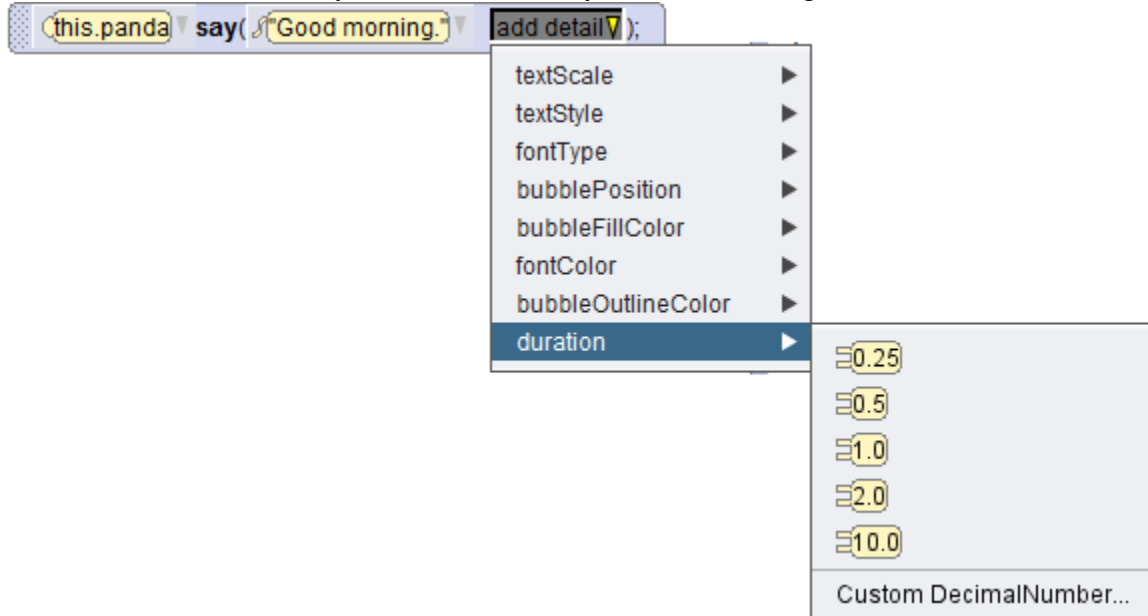 this.panda say( "Good morning." add detail );
textScale
textStyle
fontType
bubblePosition
bubbleFillColor
fontColor
bubbleOutlineColor
duration
0.25
0.5
1.0
2.0
10.0
Custom DecimalNumber...